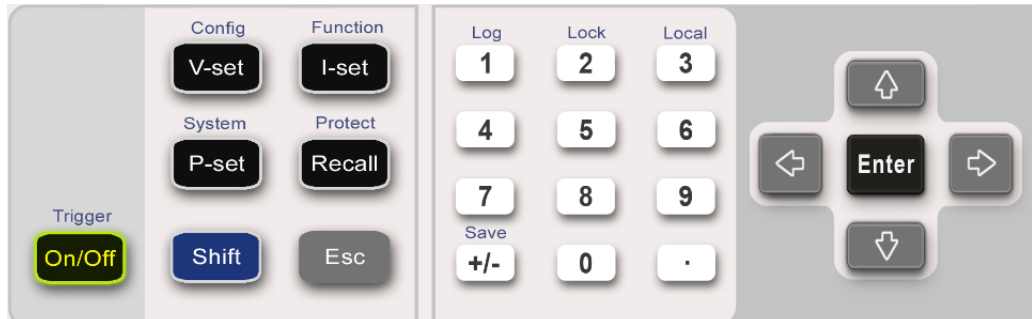 Config Function
V-set I-set
System Protect
P-set Recall
Trigger
On/Off Shift Esc
Log Lock Local
1 2 3
4 5 6
7 8 9
Save
+/- 0 .
Enter